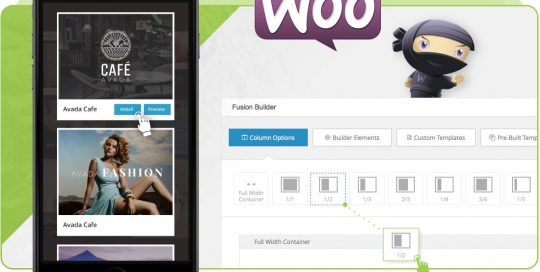 CAFÉ
AVADA
Avada Cafe
Install
Preview
AVADA FASHION
Avada Cafe
WOO
W
Fusion Builder
Column Options
Builder Elements
Custom Templates
Pre-Built Temp
Full Width
Container
1/1
1/2
1/3
2/3
1/4
3/4
1/5
Full Width Container
1/2